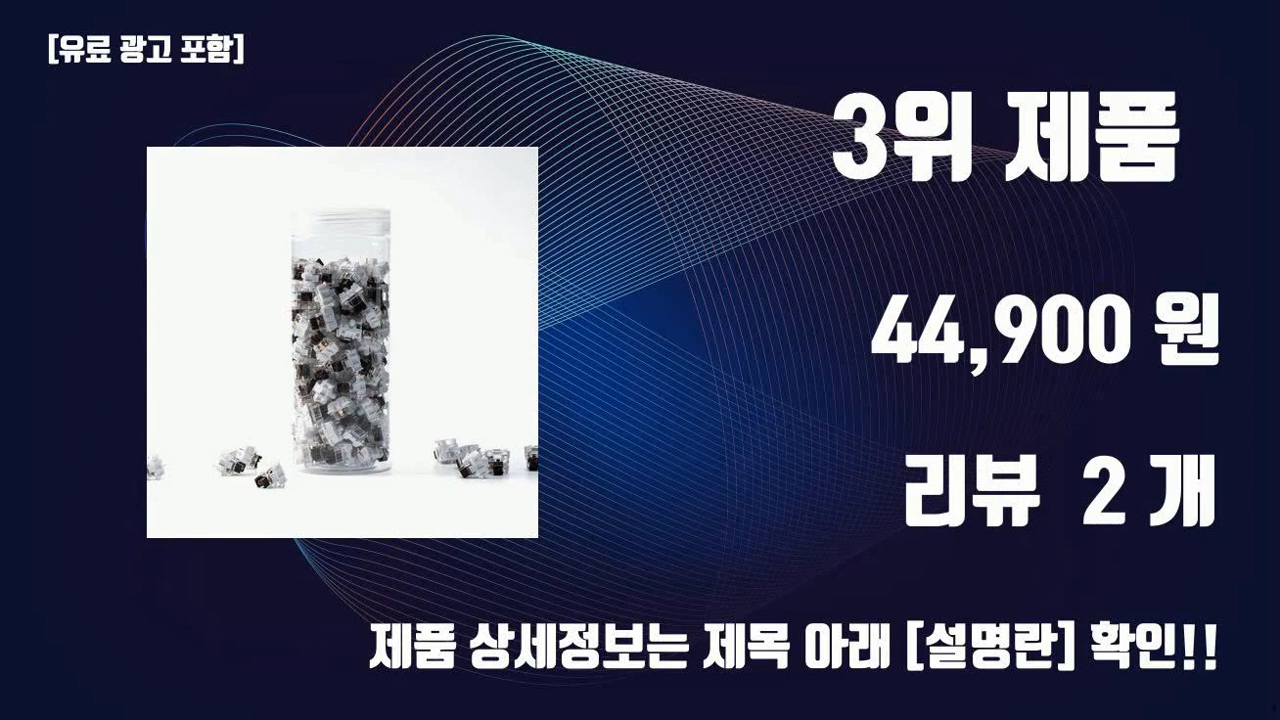 [유료 광고 포함]
3위 제품
44,900 원
리뷰 2 개
제품 상세정보는 제목 아래 [설명란] 확인!!